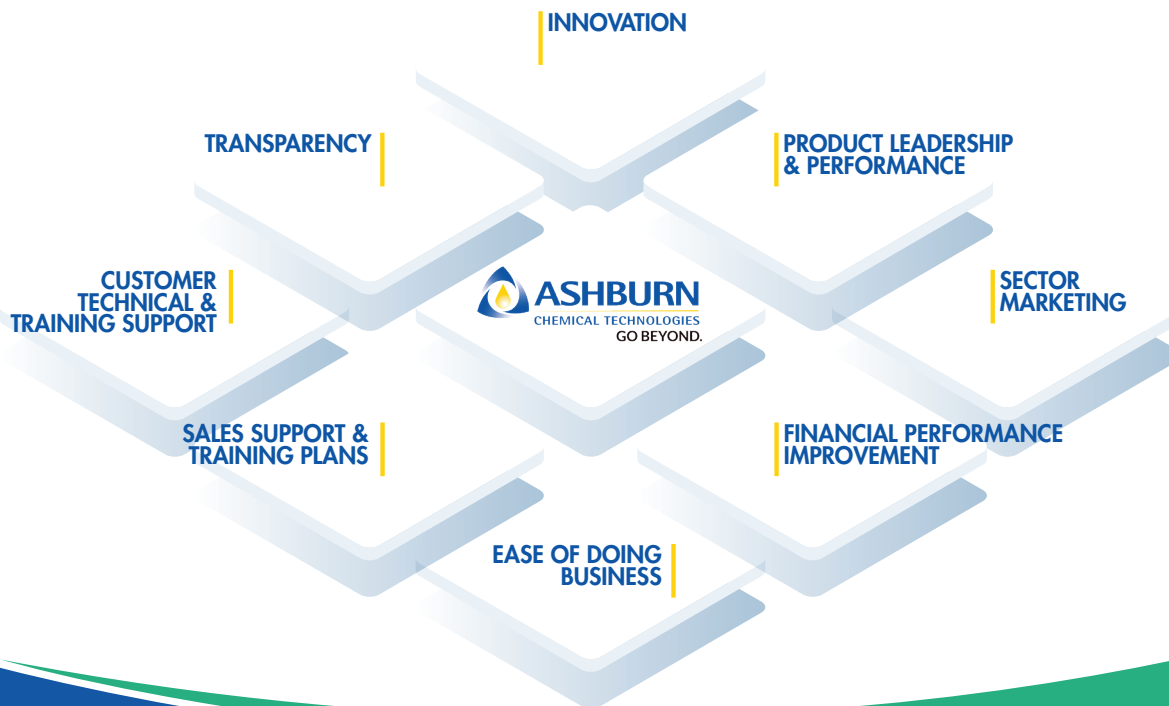 INNOVATION
TRANSPARENCY
PRODUCT LEADERSHIP
& PERFORMANCE
CUSTOMER
TECHNICAL &
TRAINING SUPPORT
ASHBURN
CHEMICAL TECHNOLOGIES
GO BEYOND.
SECTOR
MARKETING
SALES SUPPORT &
TRAINING PLANS
FINANCIAL PERFORMANCE
IMPROVEMENT
EASE OF DOING
BUSINESS